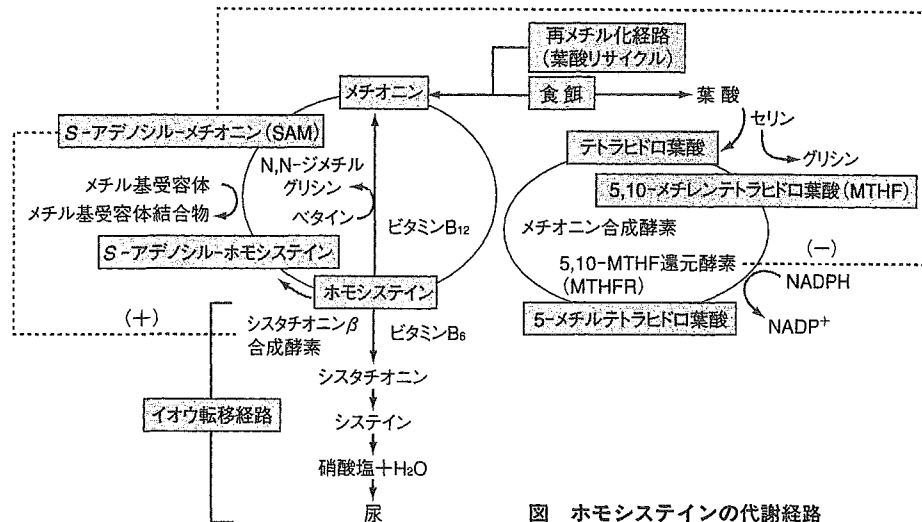 再メチル化経路
(葉酸リサイクル)
メチオニン
食餌
葉酸
S-アデノシル-メチオニン(SAM)
セリン
テトラヒドロ葉酸
グリシン
N,N-ジメチル
グリシン
メチル基受容体
5,10-メチレンテトラヒドロ葉酸(MTHF)
メチル基受容体結合物
ベタイン
ビタミンB₁₂
メチオニン合成酵素
S-アデノシル-ホモシステイン
(-)
5,10-MTHF還元酵素
(MTHFR)
NADPH
ホモシステイン
5-メチルテトラヒドロ葉酸
NADP⁺
(+)
シスタチオニンβ
合成酵素
ビタミンB₆
シスタチオニン
イオウ転移経路
システイン
硝酸塩+H₂O
尿
図 ホモシステインの代謝経路